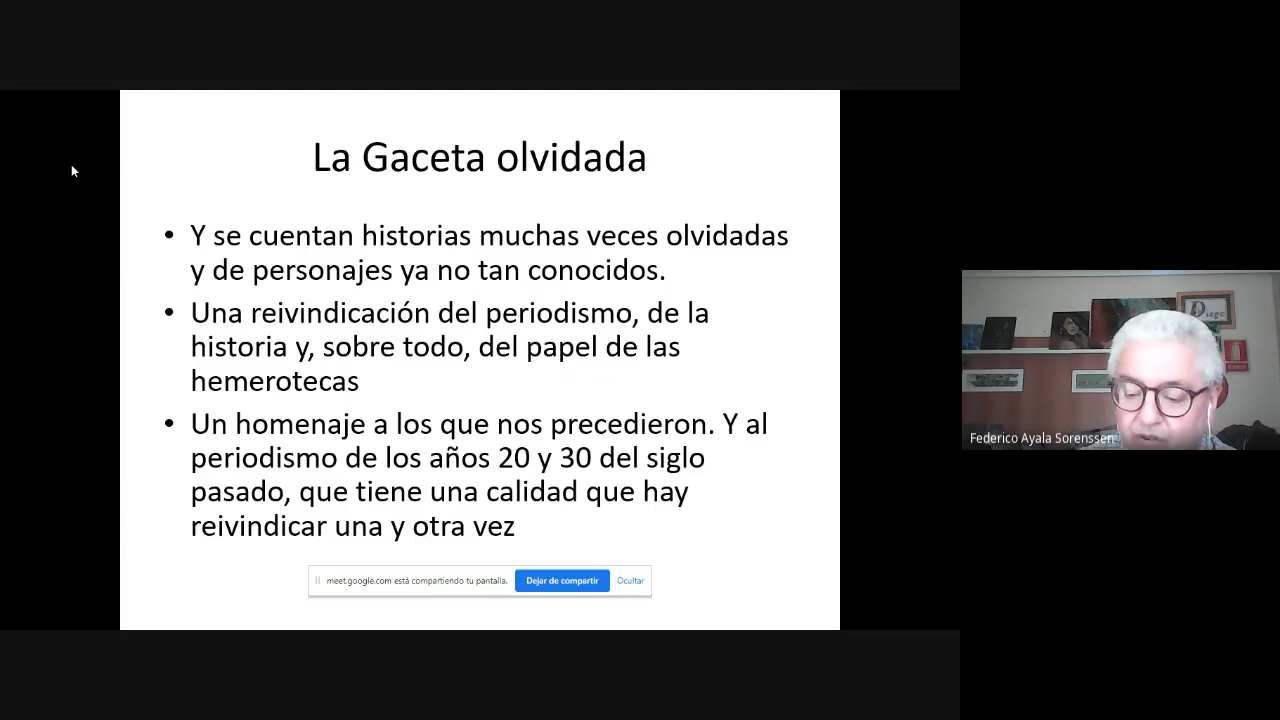 La Gaceta olvidada
• Y se cuentan historias muchas veces olvidadas
y de personajes ya no tan conocidos.
• Una reivindicación del periodismo, de la
historia y, sobre todo, del papel de las
hemerotecas
• Un homenaje a los que nos precedieron. Y al
periodismo de los años 20 y 30 del siglo
pasado, que tiene una calidad que hay
reivindicar una y otra vez
meet.google.com está compartiendo tu pantalla. Dejar de compartir Ocultar
Diego
Federico Ayala Sorenssen